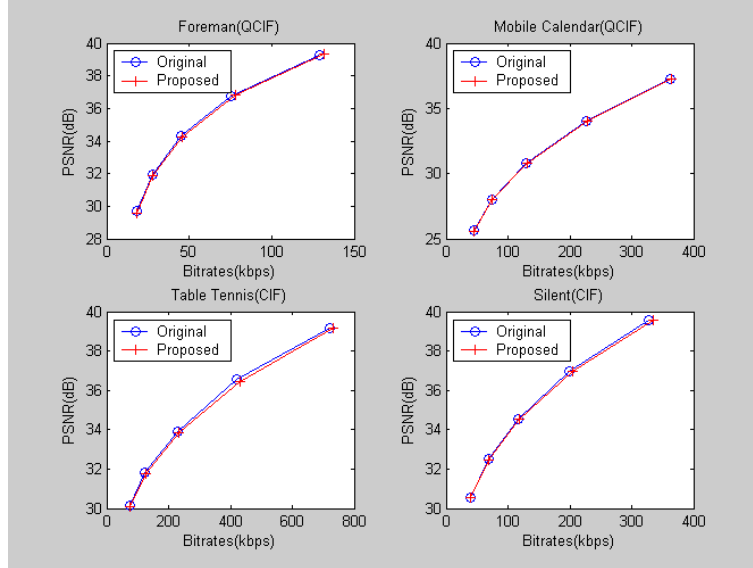 Foreman(QCIF)
40
38
36
34
32
30
28
PSNR(dB)
Original
Proposed
0 50 100 150
Bitrates(kbps)
Mobile Calendar(QCIF)
40
35
30
25
PSNR(dB)
Original
Proposed
0 100 200 300 400
Bitrates(kbps)
Table Tennis(CIF)
40
38
36
34
32
30
PSNR(dB)
Original
Proposed
0 200 400 600 800
Bitrates(kbps)
Silent(CIF)
40
38
36
34
32
30
PSNR(dB)
Original
Proposed
0 100 200 300 400
Bitrates(kbps)